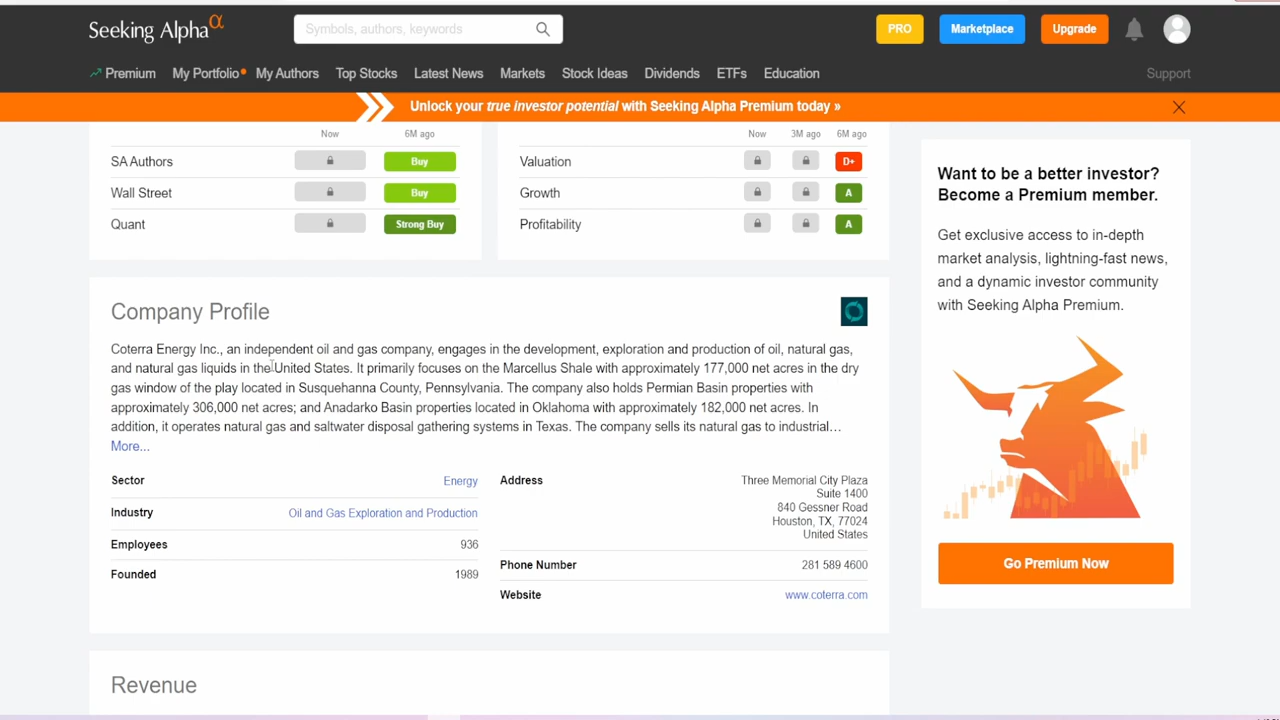 Seeking Alpha α
Symbols, authors, keywords
PRO
Marketplace
Upgrade
Premium My Portfolio My Authors Top Stocks Latest News Markets Stock Ideas Dividends ETFs Education Support
Unlock your true investor potential with Seeking Alpha Premium today »
Now 6M ago
SA Authors Buy
Wall Street Buy
Quant Strong Buy
Now 3M ago 6M ago
Valuation D+
Growth A
Profitability A
Want to be a better investor?
Become a Premium member.
Get exclusive access to in-depth
market analysis, lightning-fast news,
and a dynamic investor community
with Seeking Alpha Premium.
Go Premium Now
Company Profile
Coterra Energy Inc., an independent oil and gas company, engages in the development, exploration and production of oil, natural gas,
and natural gas liquids in the United States. It primarily focuses on the Marcellus Shale with approximately 177,000 net acres in the dry
gas window of the play located in Susquehanna County, Pennsylvania. The company also holds Permian Basin properties with
approximately 306,000 net acres; and Anadarko Basin properties located in Oklahoma with approximately 182,000 net acres. In
addition, it operates natural gas and saltwater disposal gathering systems in Texas. The company sells its natural gas to industrial…
More...
Sector Energy
Industry Oil and Gas Exploration and Production
Employees 936
Founded 1989
Address Three Memorial City Plaza
Suite 1400
840 Gessner Road
Houston, TX, 77024
United States
Phone Number 281 589 4600
Website www.coterra.com
Revenue